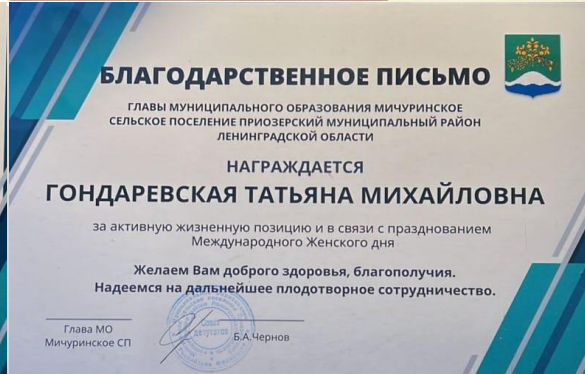 БЛАГОДАРСТВЕННОЕ ПИСЬМО
ГЛАВЫ МУНИЦИПАЛЬНОГО ОБРАЗОВАНИЯ МИЧУРИНСКОЕ
СЕЛЬСКОЕ ПОСЕЛЕНИЕ ПРИОЗЕРСКИЙ МУНИЦИПАЛЬНЫЙ РАЙОН
ЛЕНИНГРАДСКОЙ ОБЛАСТИ
НАГРАЖДАЕТСЯ
ГОНДАРЕВСКАЯ ТАТЬЯНА МИХАЙЛОВНА
за активную жизненную позицию и в связи с празднованием
Международного Женского дня
Желаем Вам доброго здоровья, благополучия.
Надеемся на дальнейшее плодотворное сотрудничество.
Глава МО
Мичуринское СП
Совет
депутатов
Б.А.Чернов